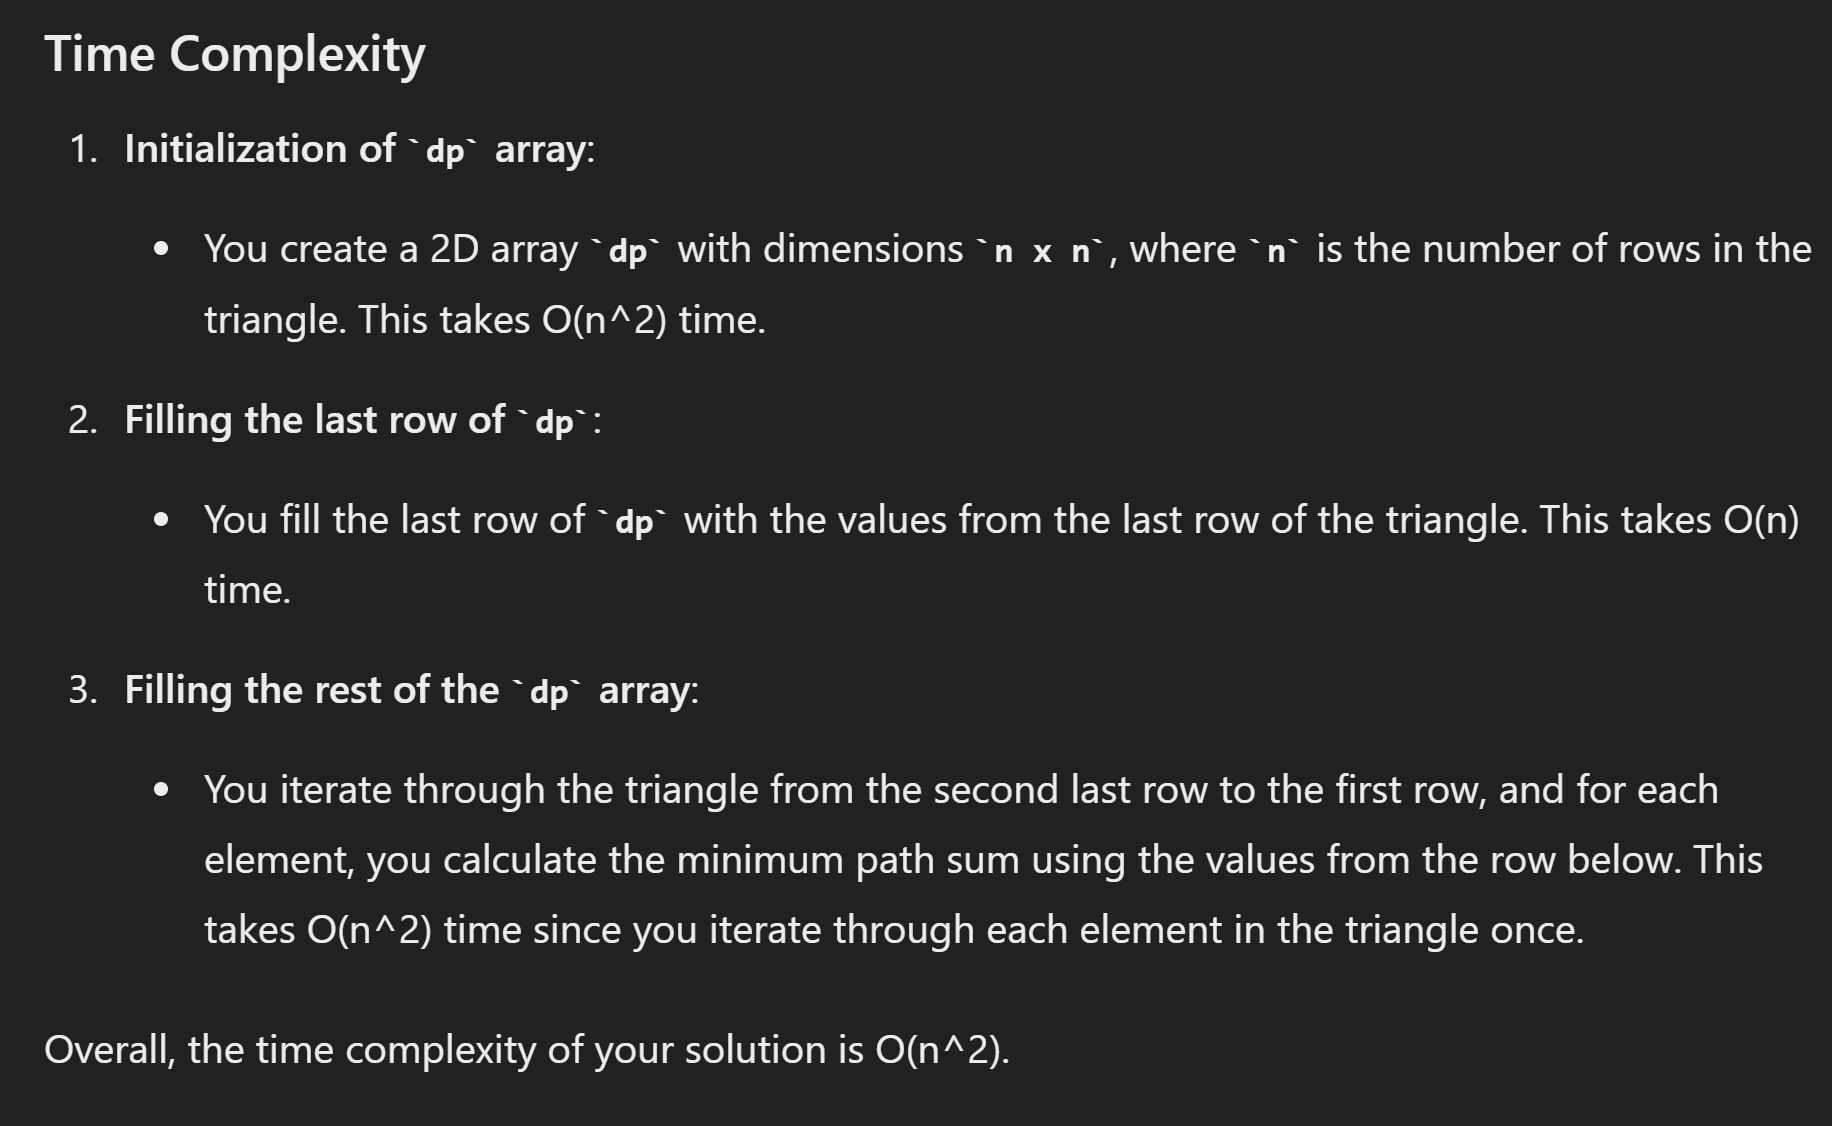 Time Complexity
1. Initialization of `dp` array:
• You create a 2D array `dp` with dimensions `n x n`, where `n` is the number of rows in the
triangle. This takes O(n^2) time.
2. Filling the last row of `dp`:
• You fill the last row of `dp` with the values from the last row of the triangle. This takes O(n)
time.
3. Filling the rest of the `dp` array:
• You iterate through the triangle from the second last row to the first row, and for each
element, you calculate the minimum path sum using the values from the row below. This
takes O(n^2) time since you iterate through each element in the triangle once.
Overall, the time complexity of your solution is O(n^2).